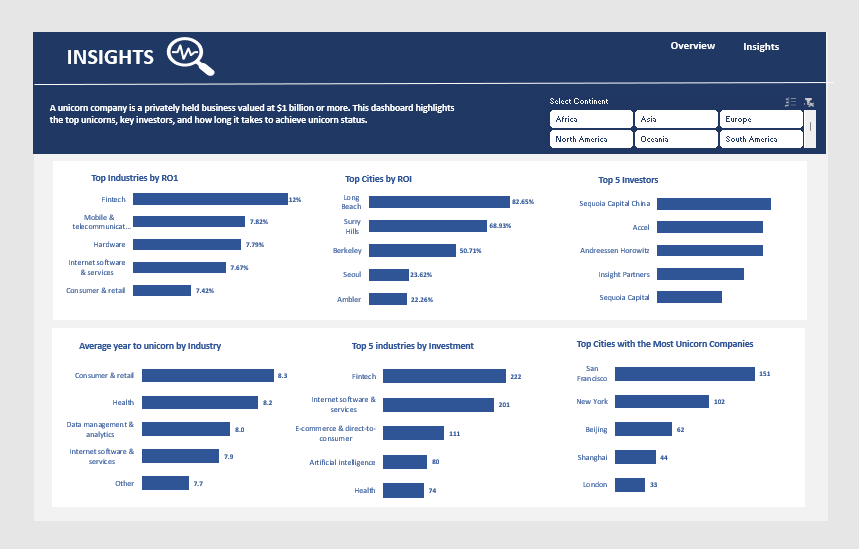 INSIGHTS
Overview
Insights
A unicorn company is a privately held business valued at $1 billion or more. This dashboard highlights
the top unicorns, key investors, and how long it takes to achieve unicorn status.
Select Continent
Africa
Asia
Europe
North America
Oceania
South America
Top Industries by RO1
Fintech
12%
Mobile &
telecommunicat...
7.82%
Hardware
7.79%
Internet software
& services
7.67%
Consumer & retail
7.42%
Top Cities by ROI
Long
Beach
82.65%
Suny
Hills
68.93%
Berkeley
50.71%
Seoul
23.62%
Ambler
22.26%
Top 5 Investors
Sequoia Capital China
Accel
Andreessen Horowitz
Insight Partners
Sequoia Capital
Average year to unicorn by Industry
Consumer & retail
8.3
Health
8.2
Data management &
analytics
8.0
Internet software &
services
7.9
Other
7.7
Top 5 industries by Investment
Fintech
222
Internet software &
services
201
E-commerce & direct-to-
consumer
111
Artificial intelligence
80
Health
74
Top Cities with the Most Unicorn Companies
San
Francisco
151
New York
102
Beijing
62
Shanghai
44
London
33